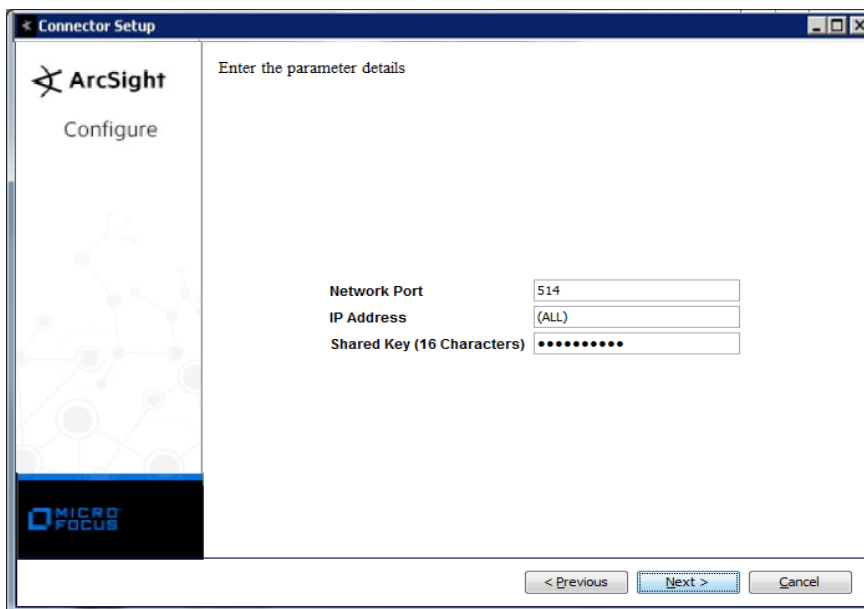 Connector Setup
ArcSight
Configure
Enter the parameter details
Network Port 514
IP Address (ALL)
Shared Key (16 Characters) ••••••••••
MICRO
FOCUS
< Previous Next > Cancel